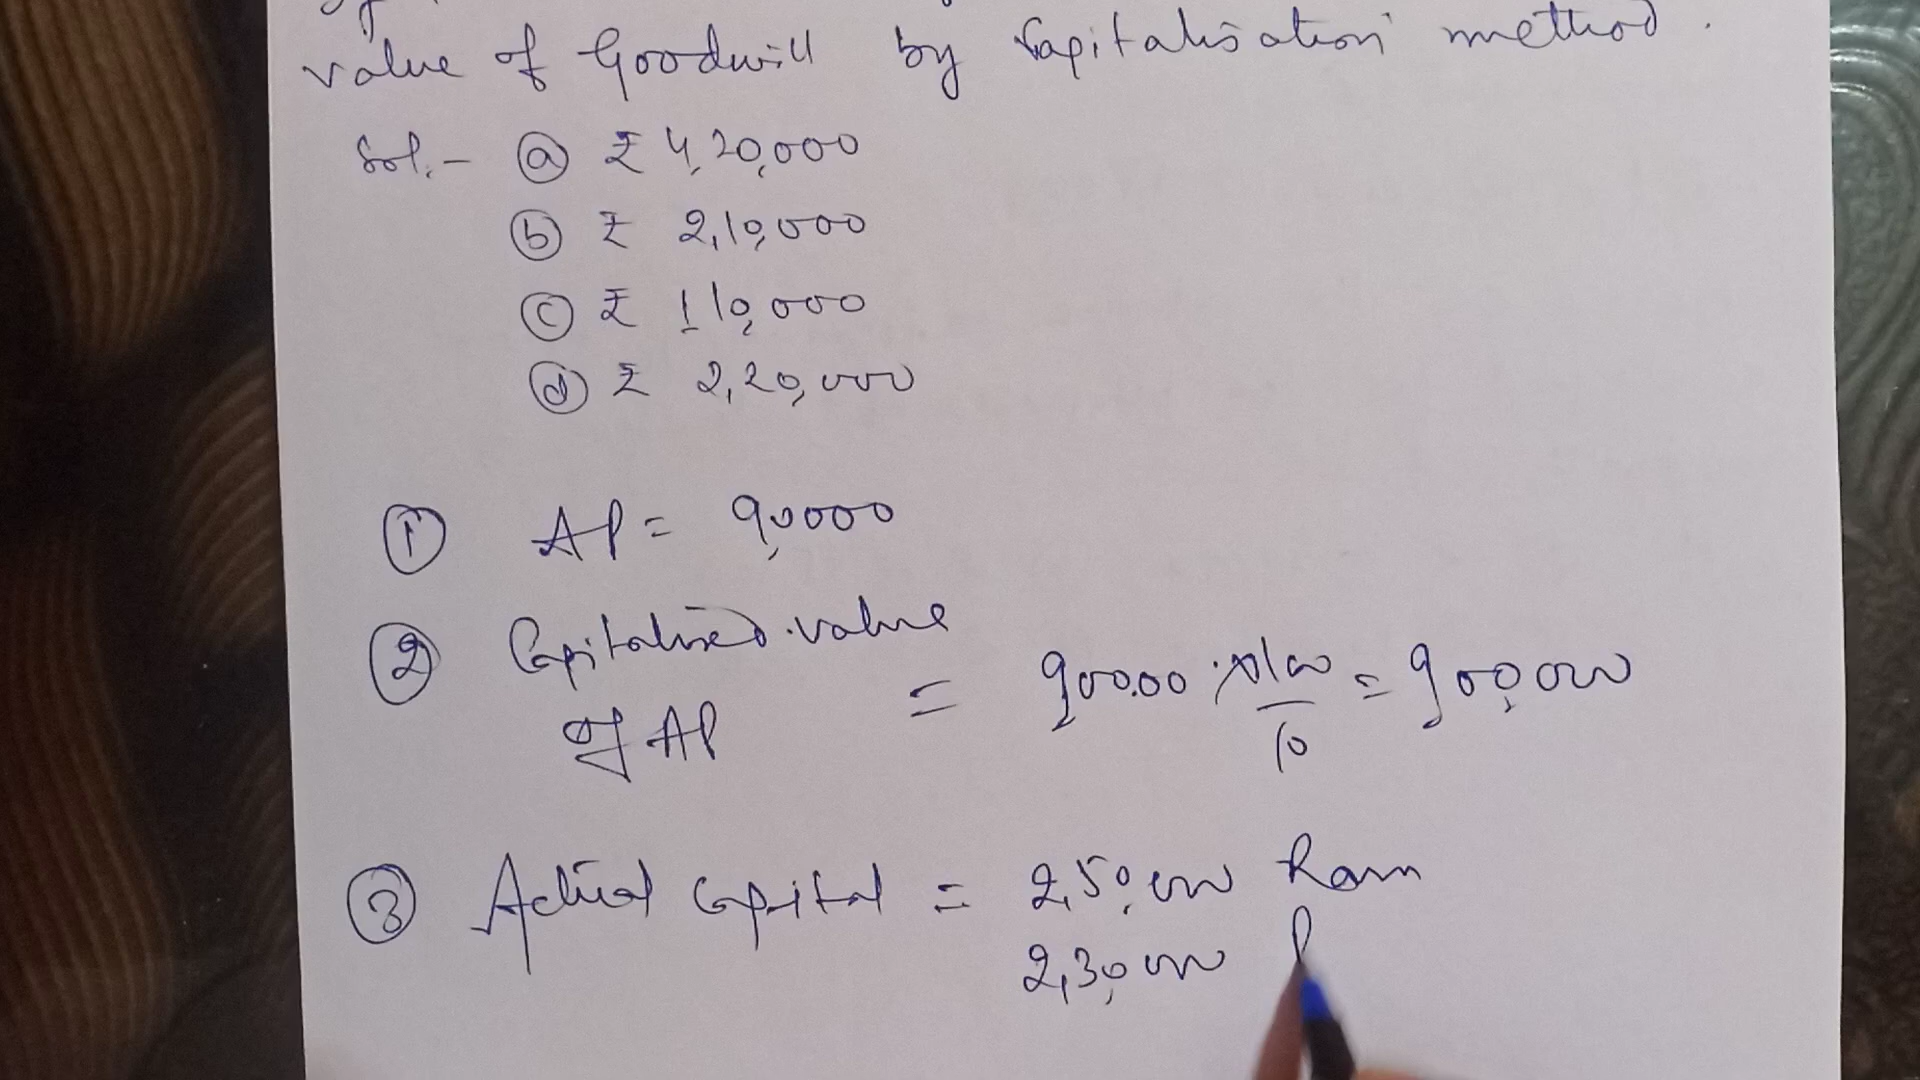 value of Goodwill by Capitalisation method.
Sol.- (a) ₹ 4,20,000
(b) ₹ 2,10,000
(c) ₹ 1,10,000
(d) ₹ 2,20,000
(1) AP = 90,000
(2) Capitalised value of AP = 90000.00 × 100/10 = 900,000
(3) Actual Capital = 2,50,000 Ram
2,30,000